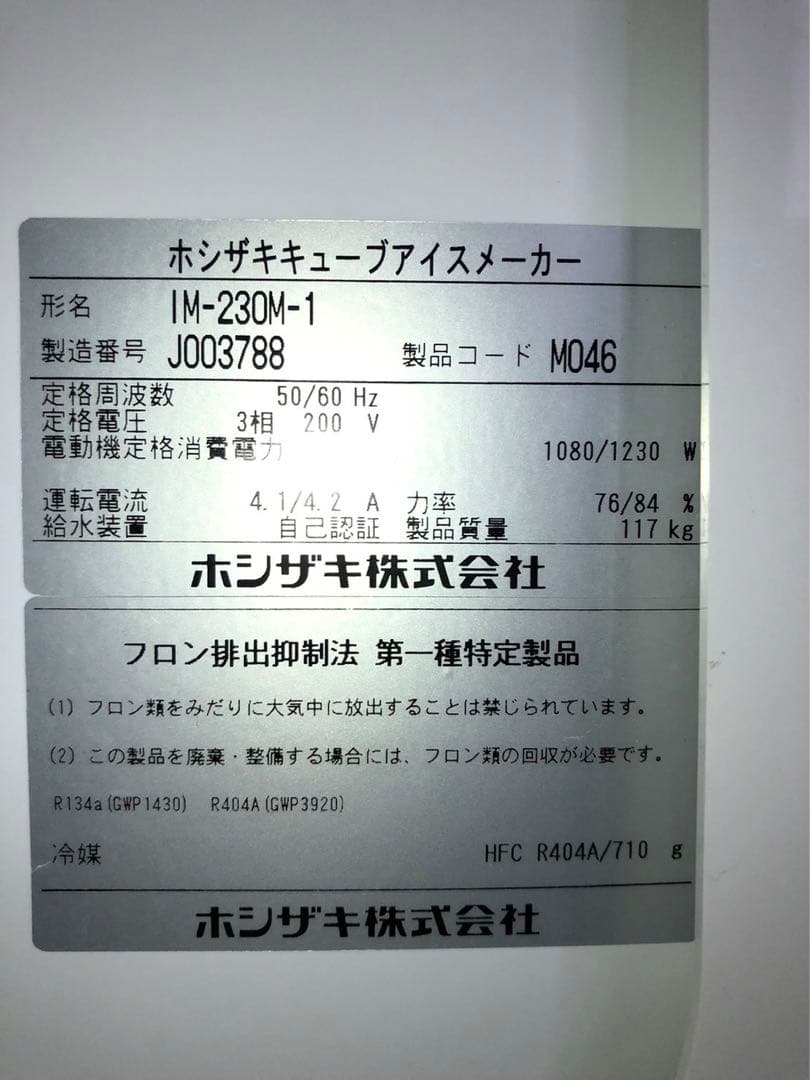 ホシザキキューブアイスメーカー
形名 IM-230M-1
製造番号 J003788 製品コード M046
定格周波数 50/60 Hz
定格電圧 3相 200 V
電動機定格消費電力 1080/1230 W
運転電流 4.1/4.2 A 力率 76/84 %
給水装置 自己認証 製品質量 117 kg
ホシザキ株式会社
フロン排出抑制法 第一種特定製品
(1) フロン類をみだりに大気中に放出することは禁じられています。
(2) この製品を廃棄・整備する場合には、フロン類の回収が必要です。
R134a(GWP1430) R404A(GWP3920)
冷媒 HFC R404A/710 g
ホシザキ株式会社